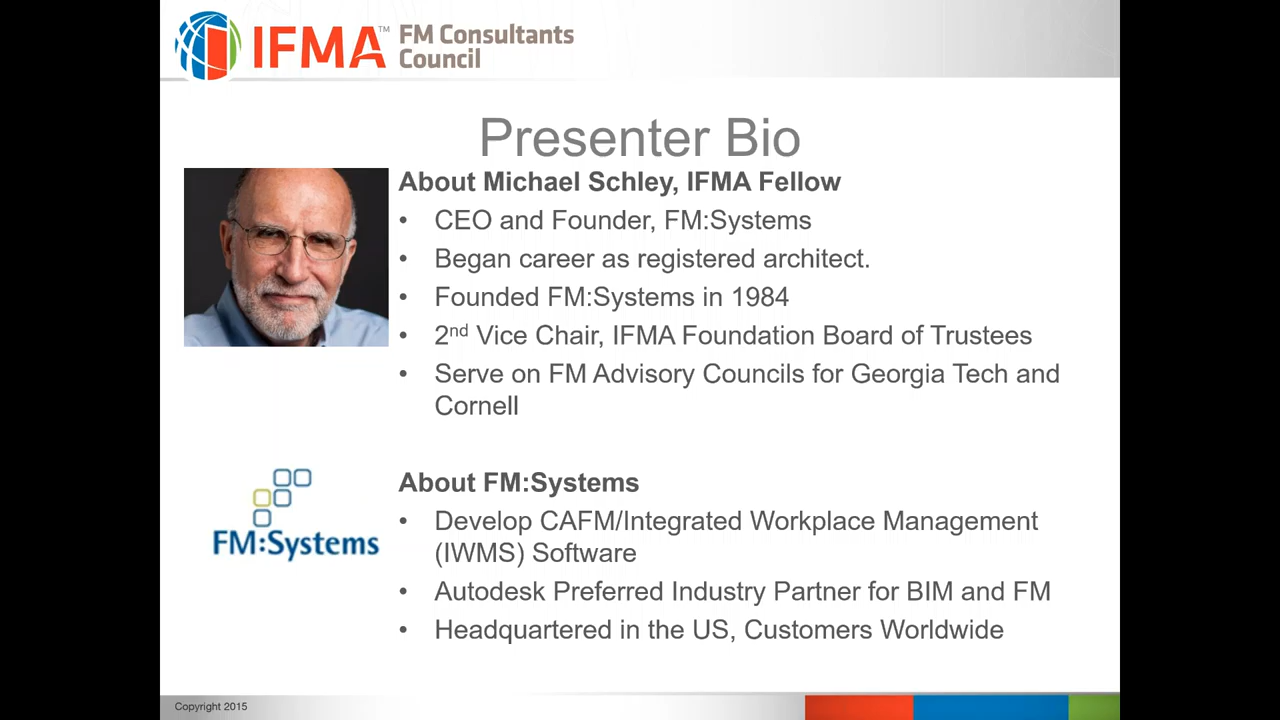 IFMA™ FM Consultants
Council
Presenter Bio
About Michael Schley, IFMA Fellow
• CEO and Founder, FM:Systems
• Began career as registered architect.
• Founded FM:Systems in 1984
• 2nd Vice Chair, IFMA Foundation Board of Trustees
• Serve on FM Advisory Councils for Georgia Tech and
Cornell
FM:Systems
About FM:Systems
• Develop CAFM/Integrated Workplace Management
(IWMS) Software
• Autodesk Preferred Industry Partner for BIM and FM
• Headquartered in the US, Customers Worldwide
Copyright 2015